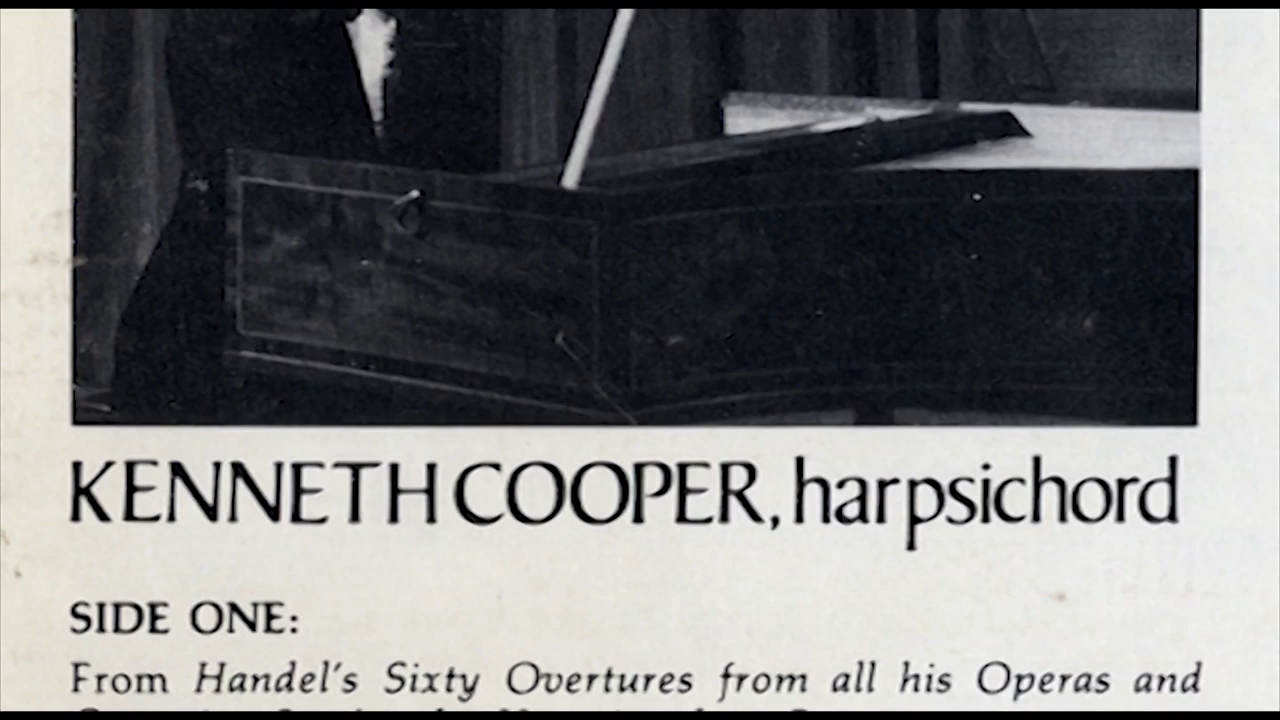 KENNETH COOPER, harpsichord
SIDE ONE:
From Handel's Sixty Overtures from all his Operas and